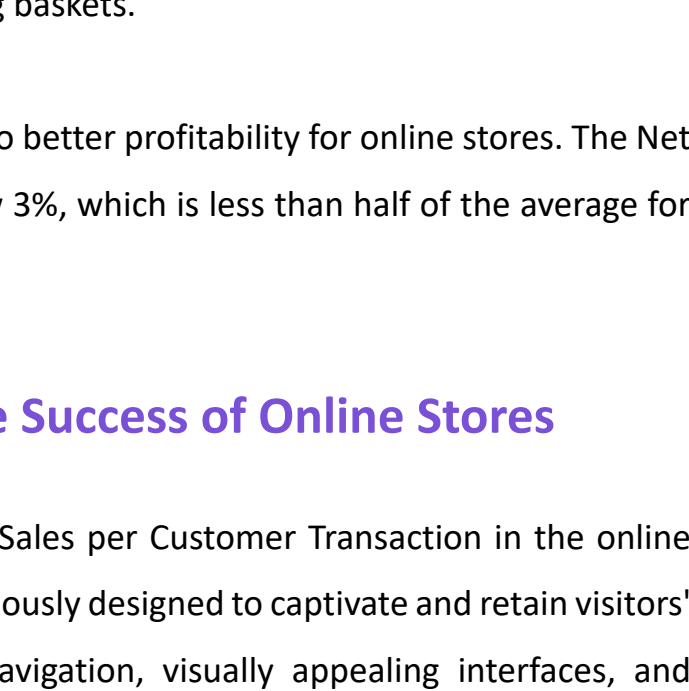 baskets.
better profitability for online stores. The Net
3%, which is less than half of the average for
Success of Online Stores
Sales per Customer Transaction in the online
ously designed to captivate and retain visitors'
avigation, visually appealing interfaces, and